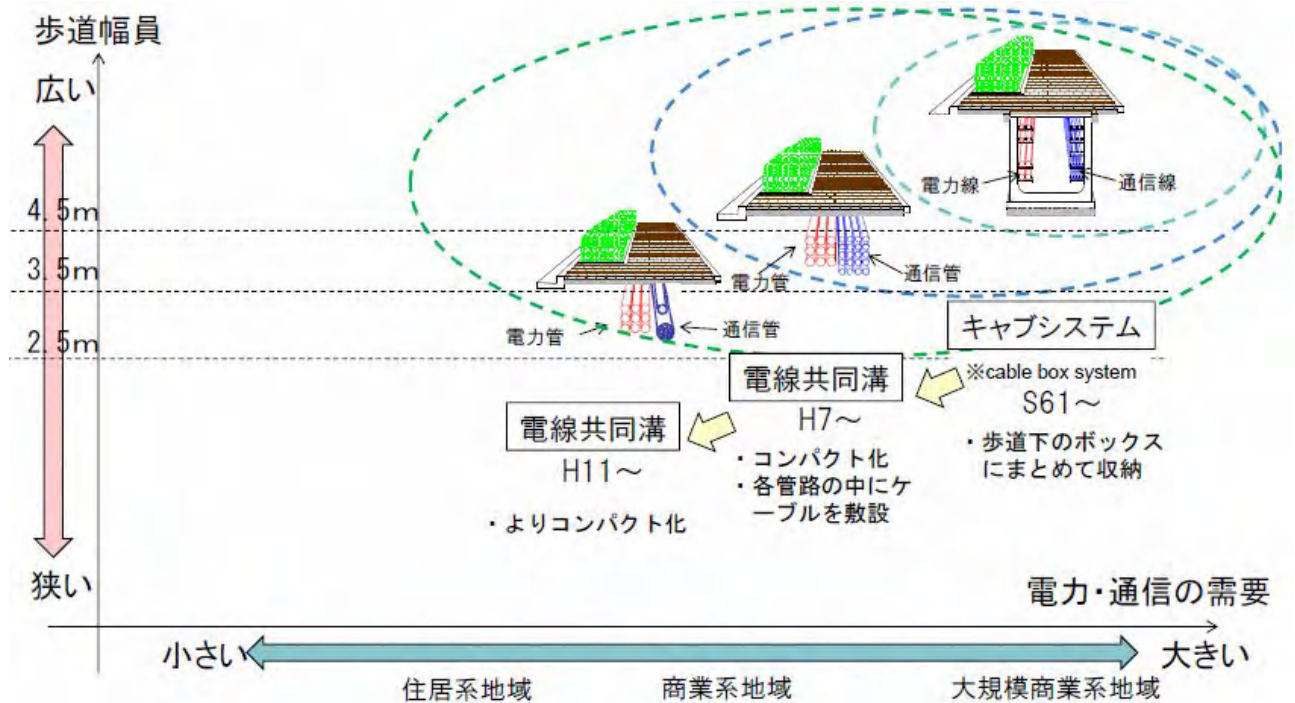 歩道幅員
広い
4.5m
3.5m
2.5m
狭い
電力線
通信線
電力管
通信管
電力管
通信管
キャブシステム
※cable box system
S61～
・歩道下のボックス
にまとめて収納
電線共同溝
H7～
・コンパクト化
・各管路の中にケ
ーブルを敷設
電線共同溝
H11～
・よりコンパクト化
電力・通信の需要
小さい
大きい
住居系地域
商業系地域
大規模商業系地域